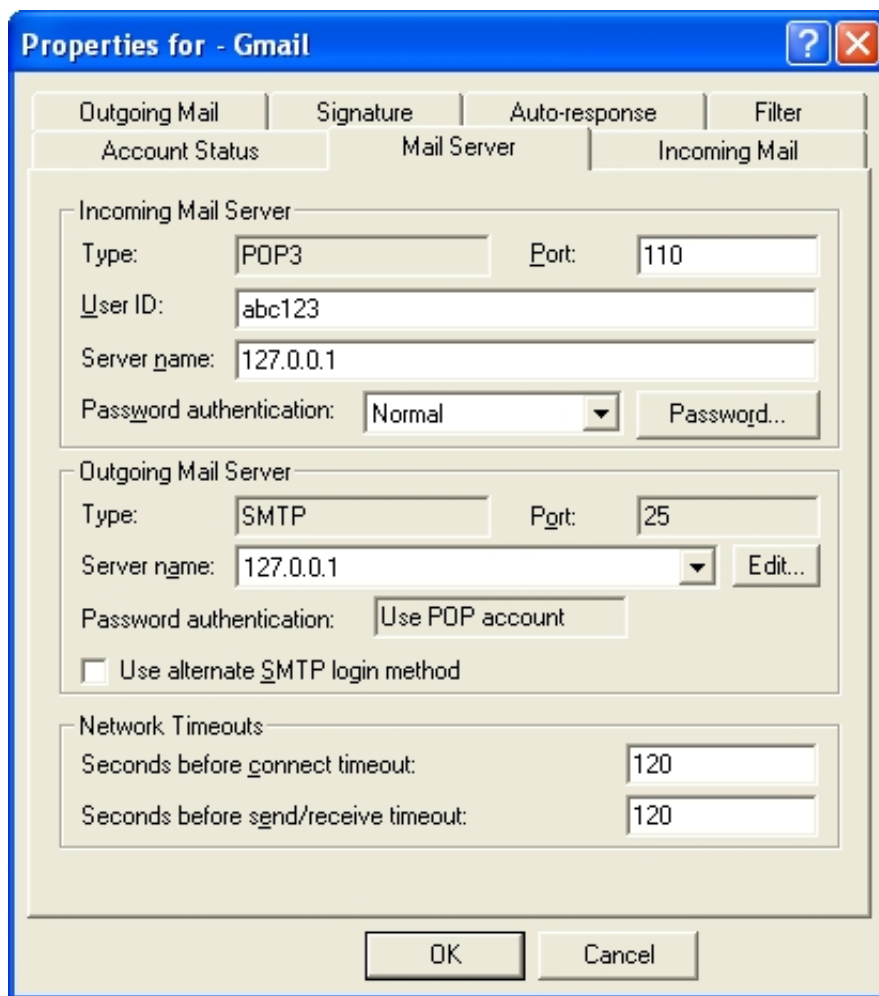 Properties for - Gmail
Outgoing Mail Signature Auto-response Filter
Account Status Mail Server Incoming Mail
Incoming Mail Server
Type: POP3 Port: 110
User ID: abc123
Server name: 127.0.0.1
Password authentication: Normal Password...
Outgoing Mail Server
Type: SMTP Port: 25
Server name: 127.0.0.1 Edit...
Password authentication: Use POP account
Use alternate SMTP login method
Network Timeouts
Seconds before connect timeout: 120
Seconds before send/receive timeout: 120
OK Cancel